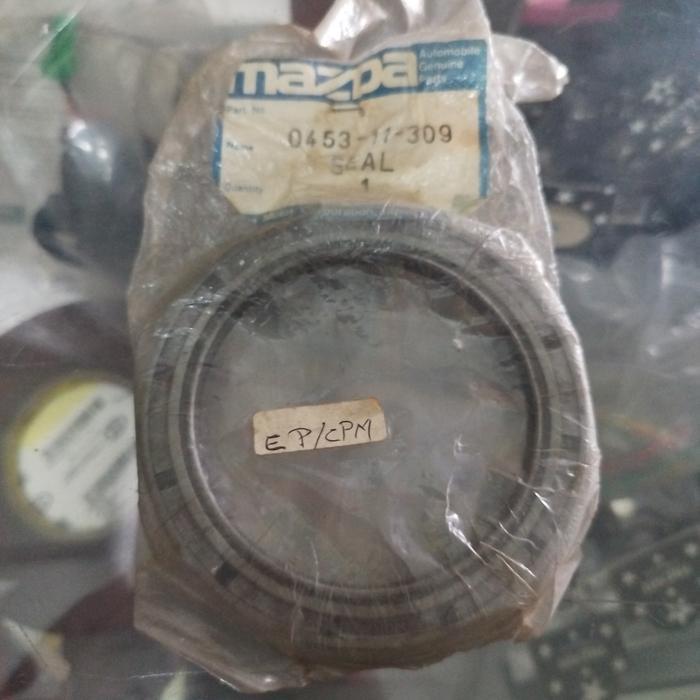 mazda Automobile
Genuine
Parts
Part No.
0453-11-309
Name
SEAL
Quantity
1
EP/CPM